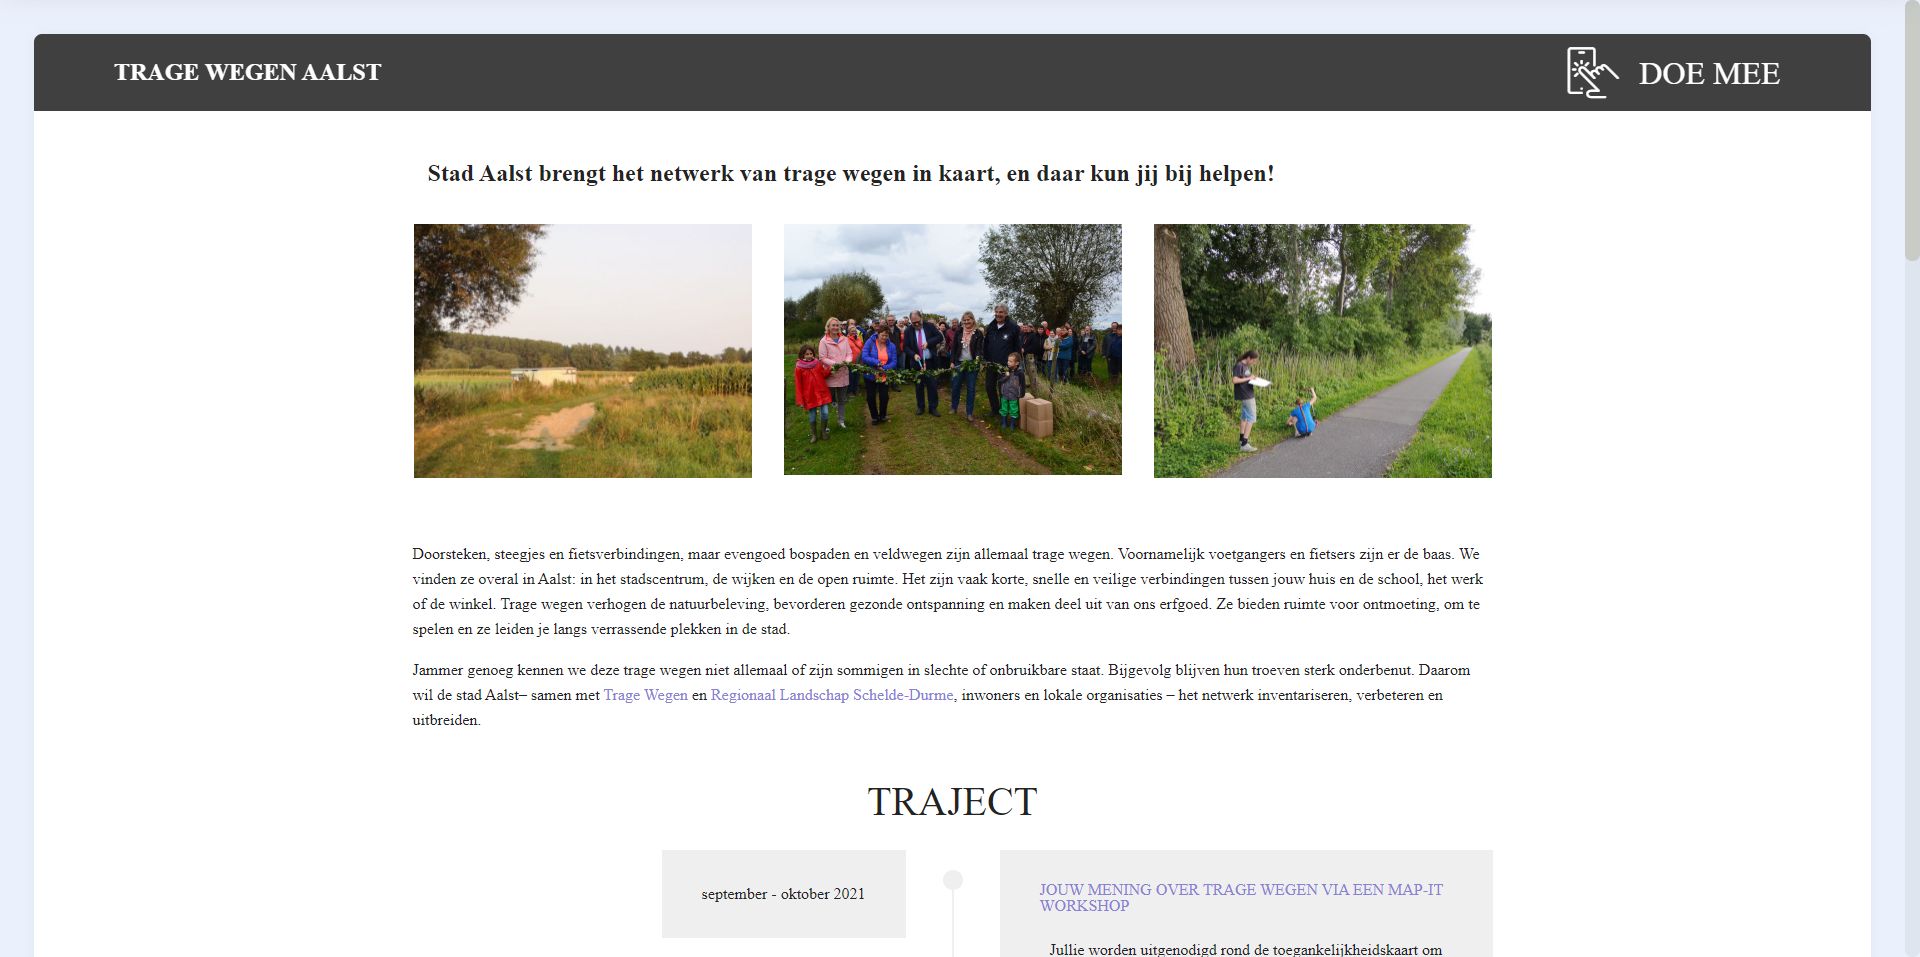 TRAGE WEGEN AALST
DOE MEE
Stad Aalst brengt het netwerk van trage wegen in kaart, en daar kun jij bij helpen!
Doorsteken, steegjes en fietsverbindingen, maar evengoed bospaden en veldwegen zijn allemaal trage wegen. Voornamelijk voetgangers en fietsers zijn er de baas. We
vinden ze overal in Aalst: in het stadscentrum, de wijken en de open ruimte. Het zijn vaak korte, snelle en veilige verbindingen tussen jouw huis en de school, het werk
of de winkel. Trage wegen verhogen de natuurbeleving, bevorderen gezonde ontspanning en maken deel uit van ons erfgoed. Ze bieden ruimte voor ontmoeting, om te
spelen en ze leiden je langs verrassende plekken in de stad.
Jammer genoeg kennen we deze trage wegen niet allemaal of zijn sommigen in slechte of onbruikbare staat. Bijgevolg blijven hun troeven sterk onderbenut. Daarom
wil de stad Aalst– samen met Trage Wegen en Regionaal Landschap Schelde-Durme, inwoners en lokale organisaties – het netwerk inventariseren, verbeteren en
uitbreiden.
TRAJECT
september - oktober 2021
JOUW MENING OVER TRAGE WEGEN VIA EEN MAP-IT
WORKSHOP
Jullie worden uitgenodigd rond de toegankelijkheidskaart om